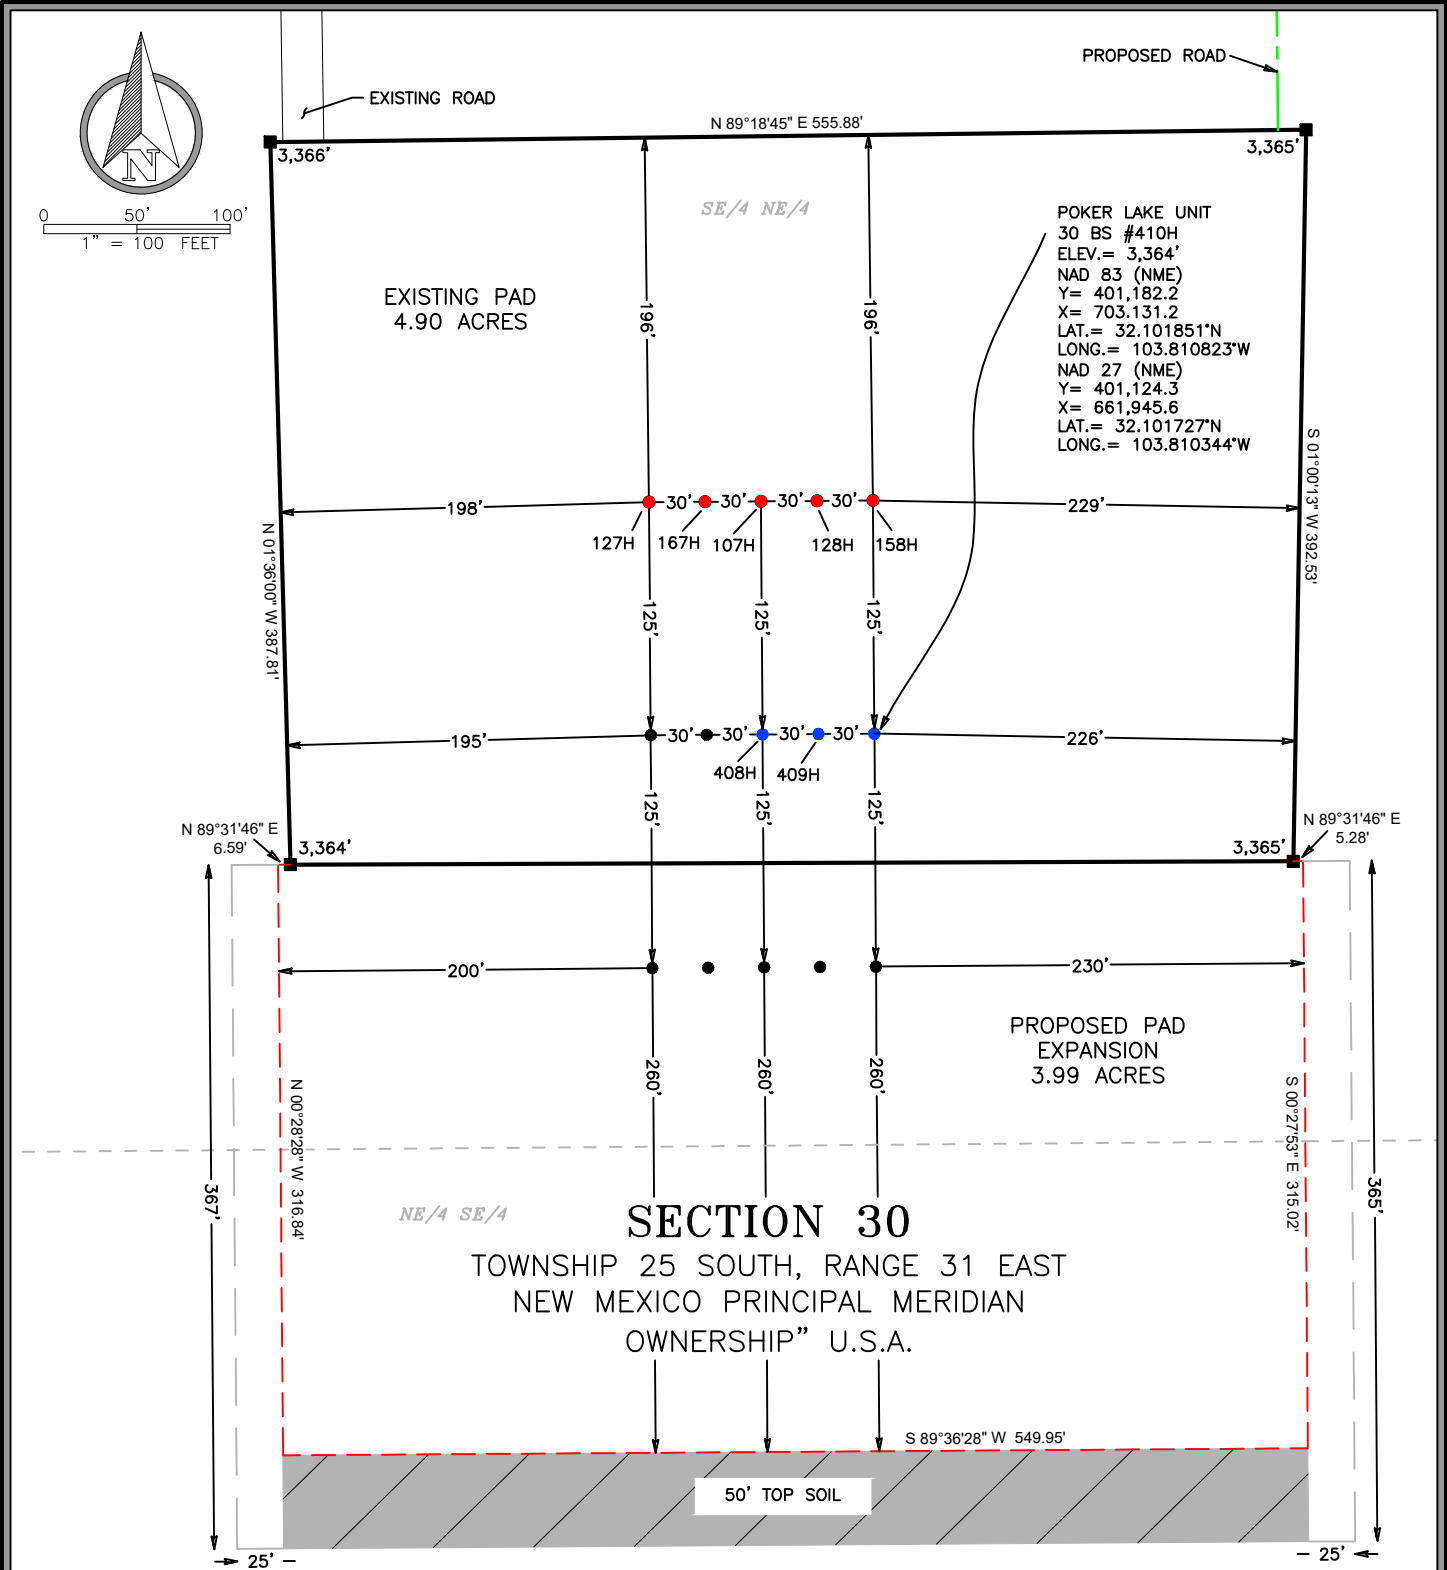 PROPOSED ROAD
EXISTING ROAD
N
0 50' 100'
1" = 100 FEET
N 89°18'45" E 555.88'
3,366'
3,365'
SE/4 NE/4
POKER LAKE UNIT
30 BS #410H
ELEV.= 3,364'
NAD 83 (NME)
Y= 401,182.2
X= 703.131.2
LAT.= 32.101851°N
LONG.= 103.810823°W
NAD 27 (NME)
Y= 401,124.3
X= 661,945.6
LAT.= 32.101727°N
LONG.= 103.810344°W
EXISTING PAD
4.90 ACRES
196'
196'
S 01°00'13" W 392.53'
198'
30' 30' 30' 30'
229'
127H 167H 107H 128H 158H
N 01°36'00" W 387.81'
125' 125' 125'
195'
30' 30' 30' 30'
226'
408H 409H
125' 125' 125'
N 89°31'46" E
6.59'
3,364'
3,365'
N 89°31'46" E
5.28'
200'
230'
PROPOSED PAD
EXPANSION
3.99 ACRES
260' 260' 260'
N 00°28'28" W 316.84'
S 00°27'53" E 315.02'
367'
365'
NE/4 SE/4
SECTION 30
TOWNSHIP 25 SOUTH, RANGE 31 EAST
NEW MEXICO PRINCIPAL MERIDIAN
OWNERSHIP" U.S.A.
S 89°36'28" W 549.95'
50' TOP SOIL
25'
25'